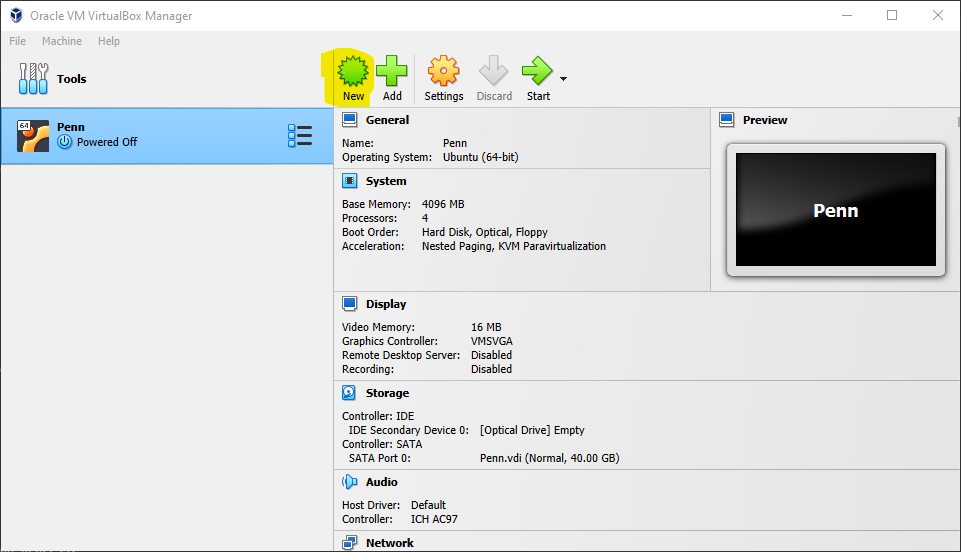 Oracle VM VirtualBox Manager
File Machine Help
Tools
New Add Settings Discard Start
64
Penn
Powered Off
General
Name: Penn
Operating System: Ubuntu (64-bit)
System
Base Memory: 4096 MB
Processors: 4
Boot Order: Hard Disk, Optical, Floppy
Acceleration: Nested Paging, KVM Paravirtualization
Preview
Penn
Display
Video Memory: 16 MB
Graphics Controller: VMSVGA
Remote Desktop Server: Disabled
Recording: Disabled
Storage
Controller: IDE
IDE Secondary Device 0: [Optical Drive] Empty
Controller: SATA
SATA Port 0: Penn.vdi (Normal, 40.00 GB)
Audio
Host Driver: Default
Controller: ICH AC97
Network